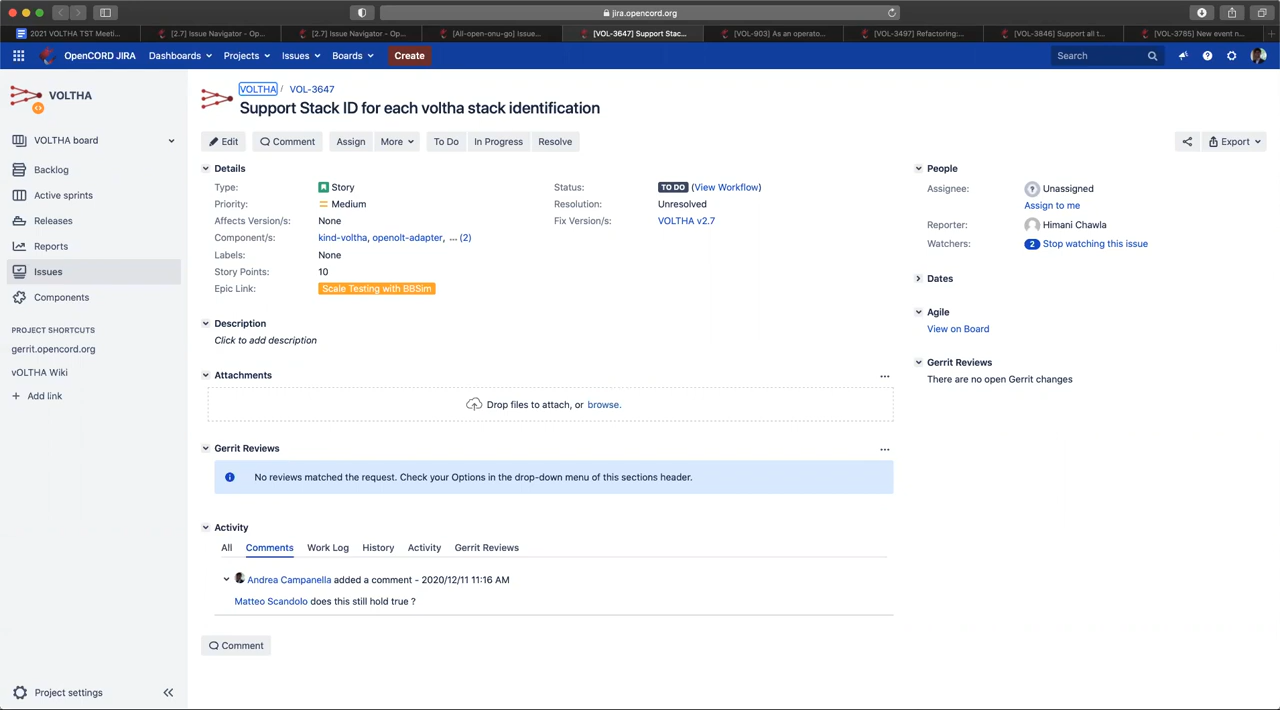 jira.opencord.org
2021 VOLTHA TST Meeti...
[2.7] Issue Navigator - Op...
[2.7] Issue Navigator - Op...
[Ali-open-onu-go] Issue...
[VOL-3647] Support Stac...
[VOL-903] As an operato...
[VOL-3497] Refactoring:...
[VOL-3846] Support all t...
[VOL-3785] New event n...
OpenCORD JIRA Dashboards Projects Issues Boards Create Search
VOLTHA
VOLTHA board
Backlog
Active sprints
Releases
Reports
Issues
Components
PROJECT SHORTCUTS
gerrit.opencord.org
vOLTHA Wiki
+ Add link
Project settings
VOLTHA / VOL-3647
Support Stack ID for each voltha stack identification
Edit Comment Assign More To Do In Progress Resolve Export
Details
Type: Story
Priority: Medium
Affects Version/s: None
Component/s: kind-voltha, openolt-adapter, ... (2)
Labels: None
Story Points: 10
Epic Link: Scale Testing with BBSim
Status: TO DO (View Workflow)
Resolution: Unresolved
Fix Version/s: VOLTHA v2.7
Description
Click to add description
Attachments
Drop files to attach, or browse.
Gerrit Reviews
No reviews matched the request. Check your Options in the drop-down menu of this sections header.
Activity
All Comments Work Log History Activity Gerrit Reviews
Andrea Campanella added a comment - 2020/12/11 11:16 AM
Matteo Scandolo does this still hold true ?
Comment
People
Assignee: Unassigned
Assign to me
Reporter: Himani Chawla
Watchers: 2 Stop watching this issue
Dates
Agile
View on Board
Gerrit Reviews
There are no open Gerrit changes